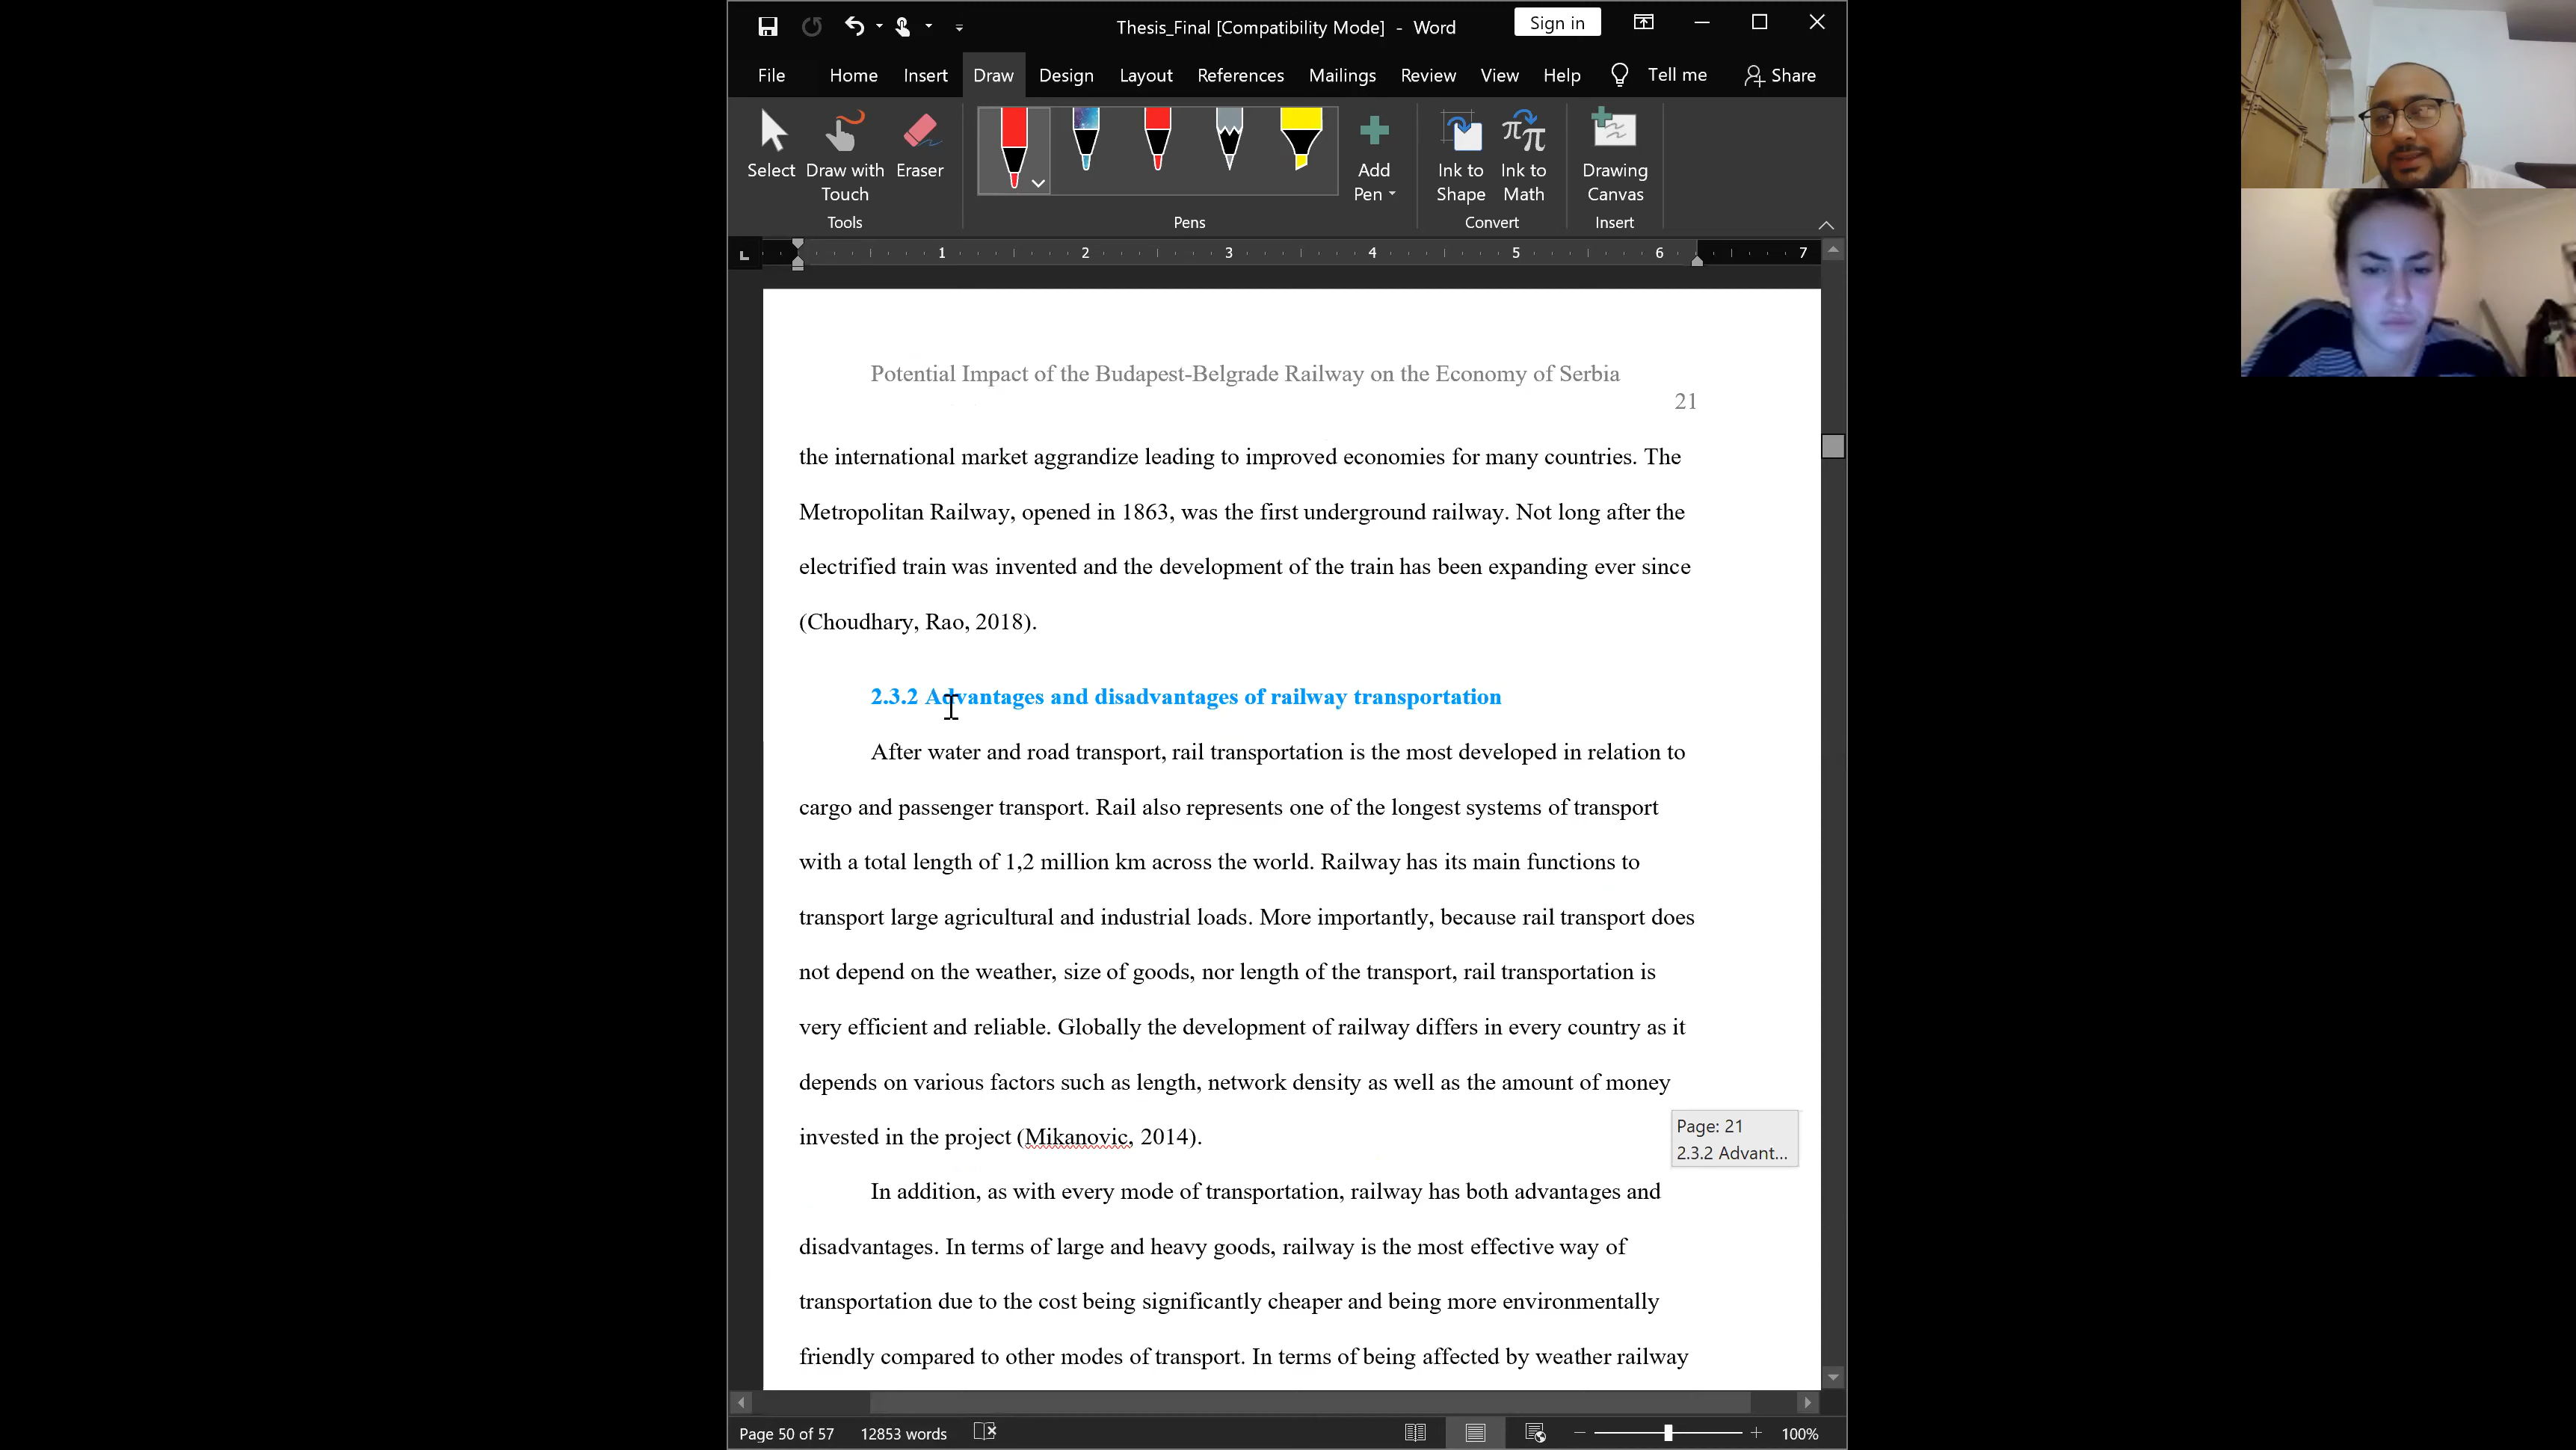 Thesis_Final [Compatibility Mode] - Word
Sign in
File Home Insert Draw Design Layout References Mailings Review View Help Tell me Share
Select Draw with Touch Eraser
Add Pen
Ink to Shape Ink to Math
Drawing Canvas
Tools Pens Convert Insert
1 2 3 4 5 6 7
Potential Impact of the Budapest-Belgrade Railway on the Economy of Serbia
21
the international market aggrandize leading to improved economies for many countries. The
Metropolitan Railway, opened in 1863, was the first underground railway. Not long after the
electrified train was invented and the development of the train has been expanding ever since
(Choudhary, Rao, 2018).
2.3.2 Advantages and disadvantages of railway transportation
After water and road transport, rail transportation is the most developed in relation to
cargo and passenger transport. Rail also represents one of the longest systems of transport
with a total length of 1,2 million km across the world. Railway has its main functions to
transport large agricultural and industrial loads. More importantly, because rail transport does
not depend on the weather, size of goods, nor length of the transport, rail transportation is
very efficient and reliable. Globally the development of railway differs in every country as it
depends on various factors such as length, network density as well as the amount of money
invested in the project (Mikanovic, 2014).
Page: 21
2.3.2 Advant...
In addition, as with every mode of transportation, railway has both advantages and
disadvantages. In terms of large and heavy goods, railway is the most effective way of
transportation due to the cost being significantly cheaper and being more environmentally
friendly compared to other modes of transport. In terms of being affected by weather railway
Page 50 of 57 12853 words 100%